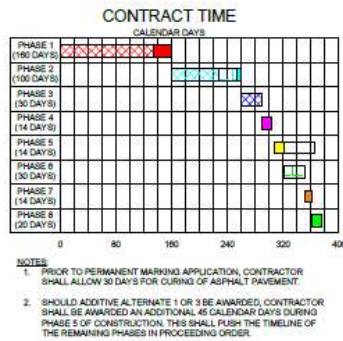 CONTRACT TIME
CALENDAR DAYS
PHASE 1
(160 DAYS)
PHASE 2
(100 DAYS)
PHASE 3
(30 DAYS)
PHASE 4
(14 DAYS)
PHASE 5
(14 DAYS)
PHASE 6
(30 DAYS)
PHASE 7
(14 DAYS)
PHASE 8
(20 DAYS)
0 80 160 240 320 400
NOTES:
1. PRIOR TO PERMANENT MARKING APPLICATION, CONTRACTOR
SHALL ALLOW 30 DAYS FOR CURING OF ASPHALT PAVEMENT.
2. SHOULD ADDITIVE ALTERNATE 1 OR 3 BE AWARDED, CONTRACTOR
SHALL BE AWARDED AN ADDITIONAL 45 CALENDAR DAYS DURING
PHASE 5 OF CONSTRUCTION. THIS SHALL PUSH THE TIMELINE OF
THE REMAINING PHASES IN PROCEEDING ORDER.